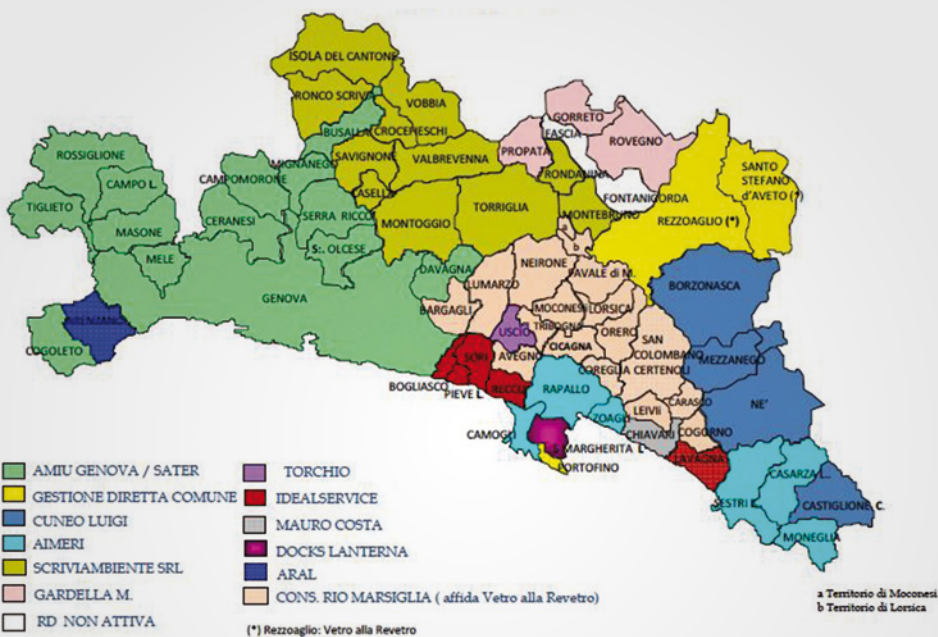 ISOLA DEL CANTONE
RONCO SCRIVIA
VOBBIA
GORRETO
BUSALLA
CROCEFIESCHI
FASCIA
ROVEGNO
ROSSIGLIONE
MIGNANEGO
SAVIGNONE
VALBREVENNA
PROPATA
SANTO
STEFANO
d'AVETO (*)
CAMPO L.
CAMPOMORONE
CASELLA
RONDANINA
FONTANIGORDA
TIGLIETO
CERANESI
SERRA RICCO'
MONTOGGIO
TORRIGLIA
MONTEBRUNO
REZZOAGLIO (*)
MASONE
S:. OLCESE
a
b
MELE
DAVAGNA
NEIRONE
FAVALE di M.
GENOVA
LUMARZO
BORZONASCA
BARGAGLI
MOCONESI
LORSICA
USCIO
TRIBOGNA
ORERO
SAN
COLOMBANO
CERTENOLI
COGOLETO
SORI
AVEGNO
CICAGNA
MEZZANEGO
COREGLIA
BOGLIASCO
PIEVE L
RECCO
RAPALLO
NE'
CARASCO
LEIVIi
ZOAGLI
CAMOGLI
CHIAVARI
COGORNO
S MARGHERITA L
LAVAGNA
PORTOFINO
CASARZA L.
SESTRI L
CASTIGLIONE C.
MONEGLIA
AMIU GENOVA / SATER
GESTIONE DIRETTA COMUNE
CUNEO LUIGI
AIMERI
SCRIVIAMBIENTE SRL
GARDELLA M.
RD NON ATTIVA
TORCHIO
IDEALSERVICE
MAURO COSTA
DOCKS LANTERNA
ARAL
CONS. RIO MARSIGLIA ( affida Vetro alla Revetro)
(*) Rezzoaglio: Vetro alla Revetro
a Territorio di Moconesi
b Territorio di Lorsica